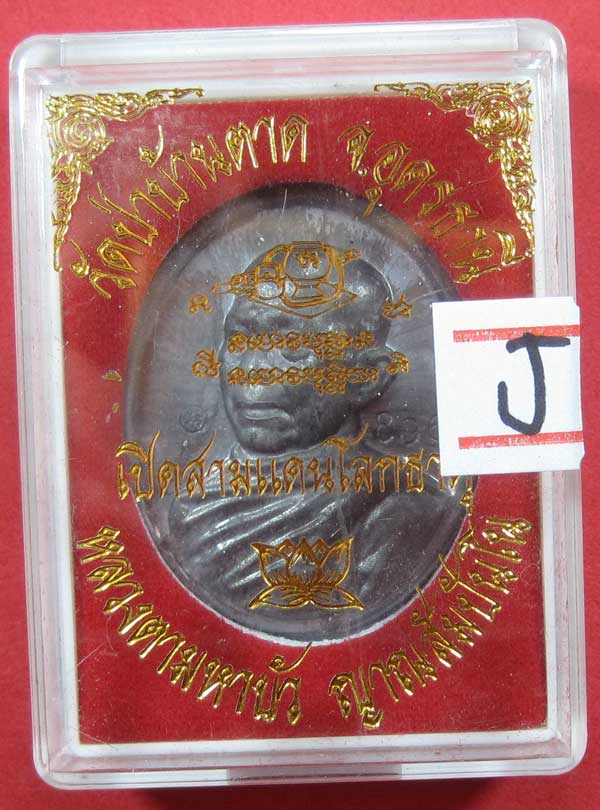 วัดป่าบ้านตาด จ.อุดรธานี
J
เปิดสามแดนโลกธาตุ
หลวงตามหาบัว ญาณสัมปันโน